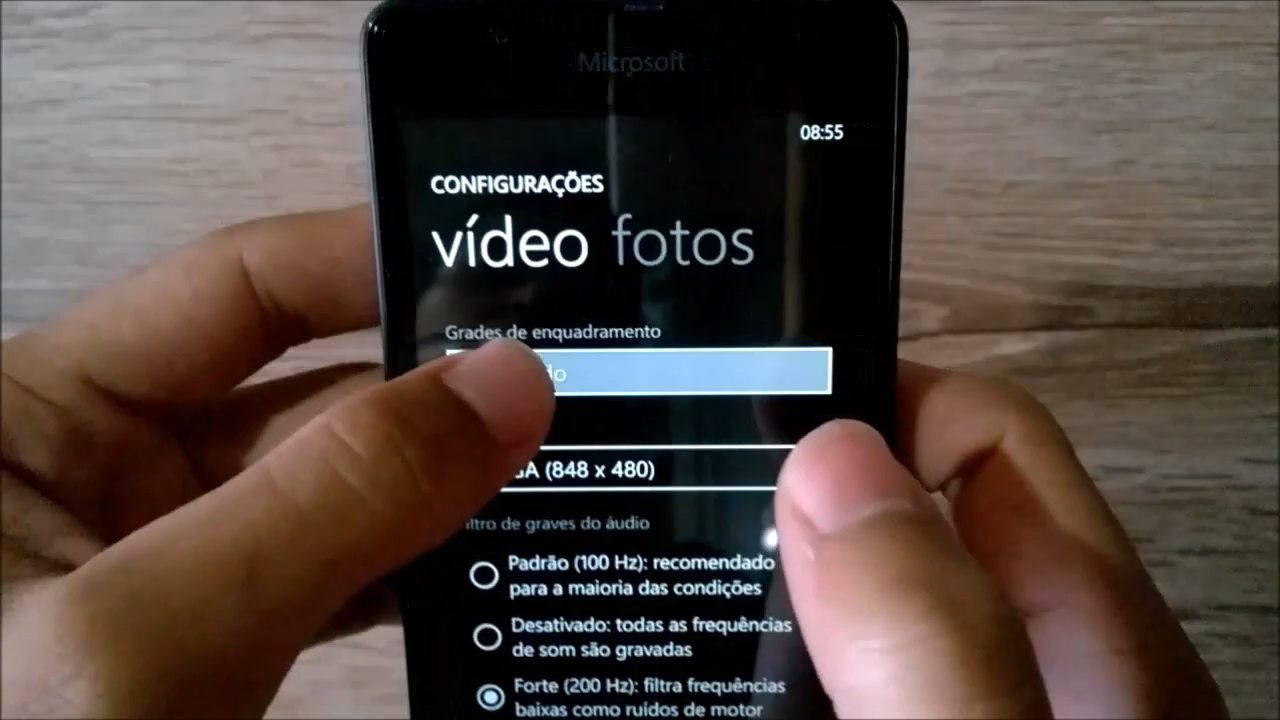 Microsoft
08:55
CONFIGURAÇÕES
vídeo fotos
Grades de enquadramento
(848 x 480)
de graves do áudio
Padrão (100 Hz): recomendado
para a maioria das condições
Desativado: todas as frequências
de som são gravadas
Forte (200 Hz): filtra frequências
baixas como ruídos de motor